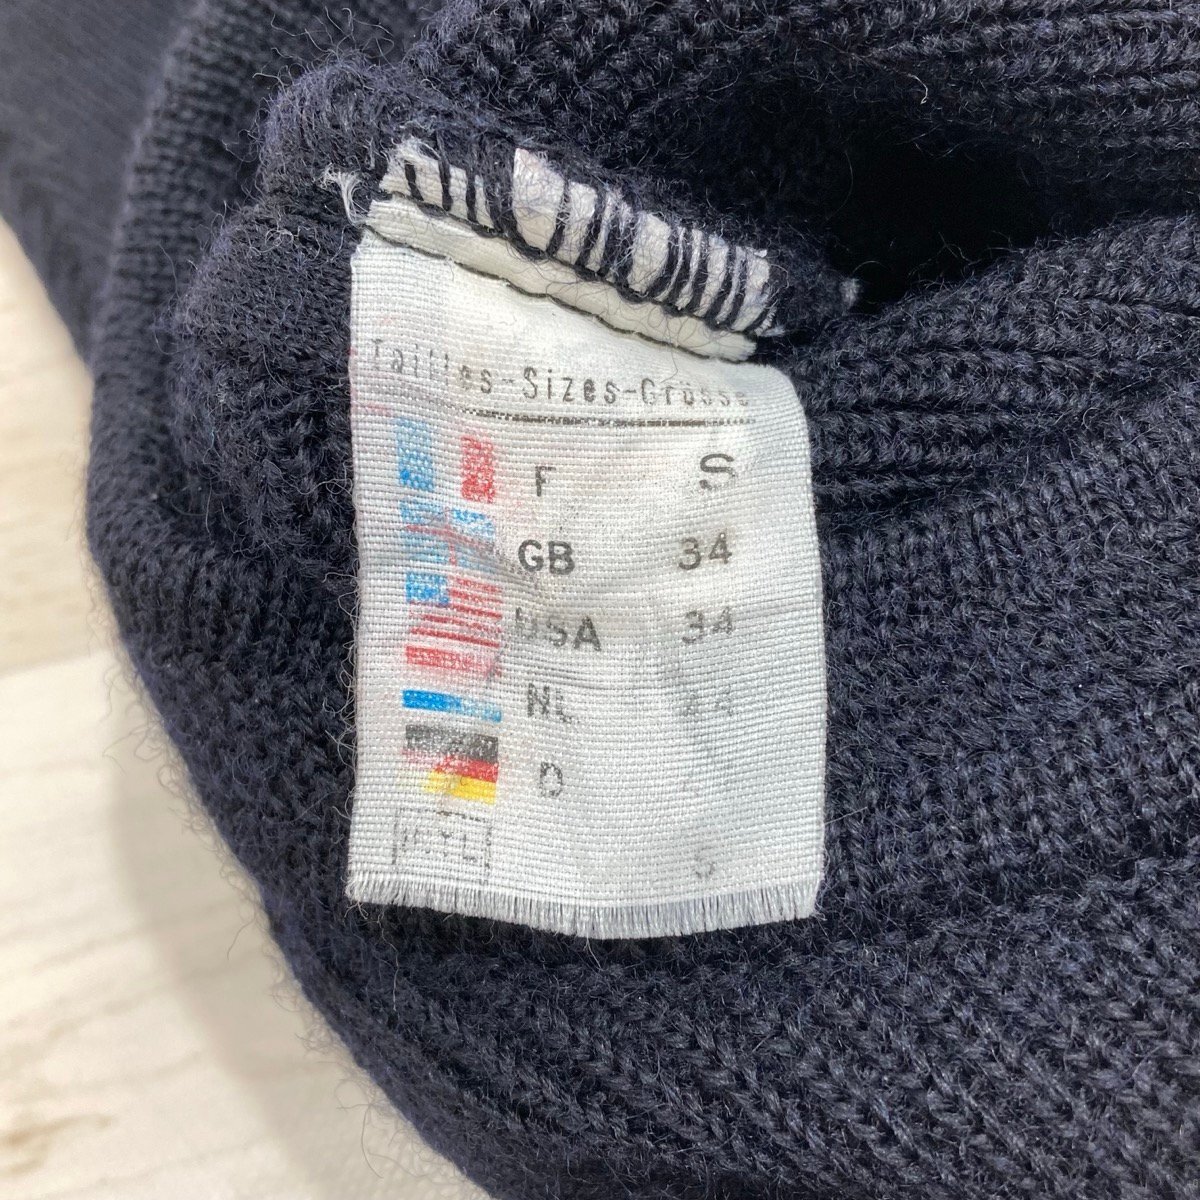 Tailles-Sizes-Grösse
F S
GB 34
USA 34
NL
D
S